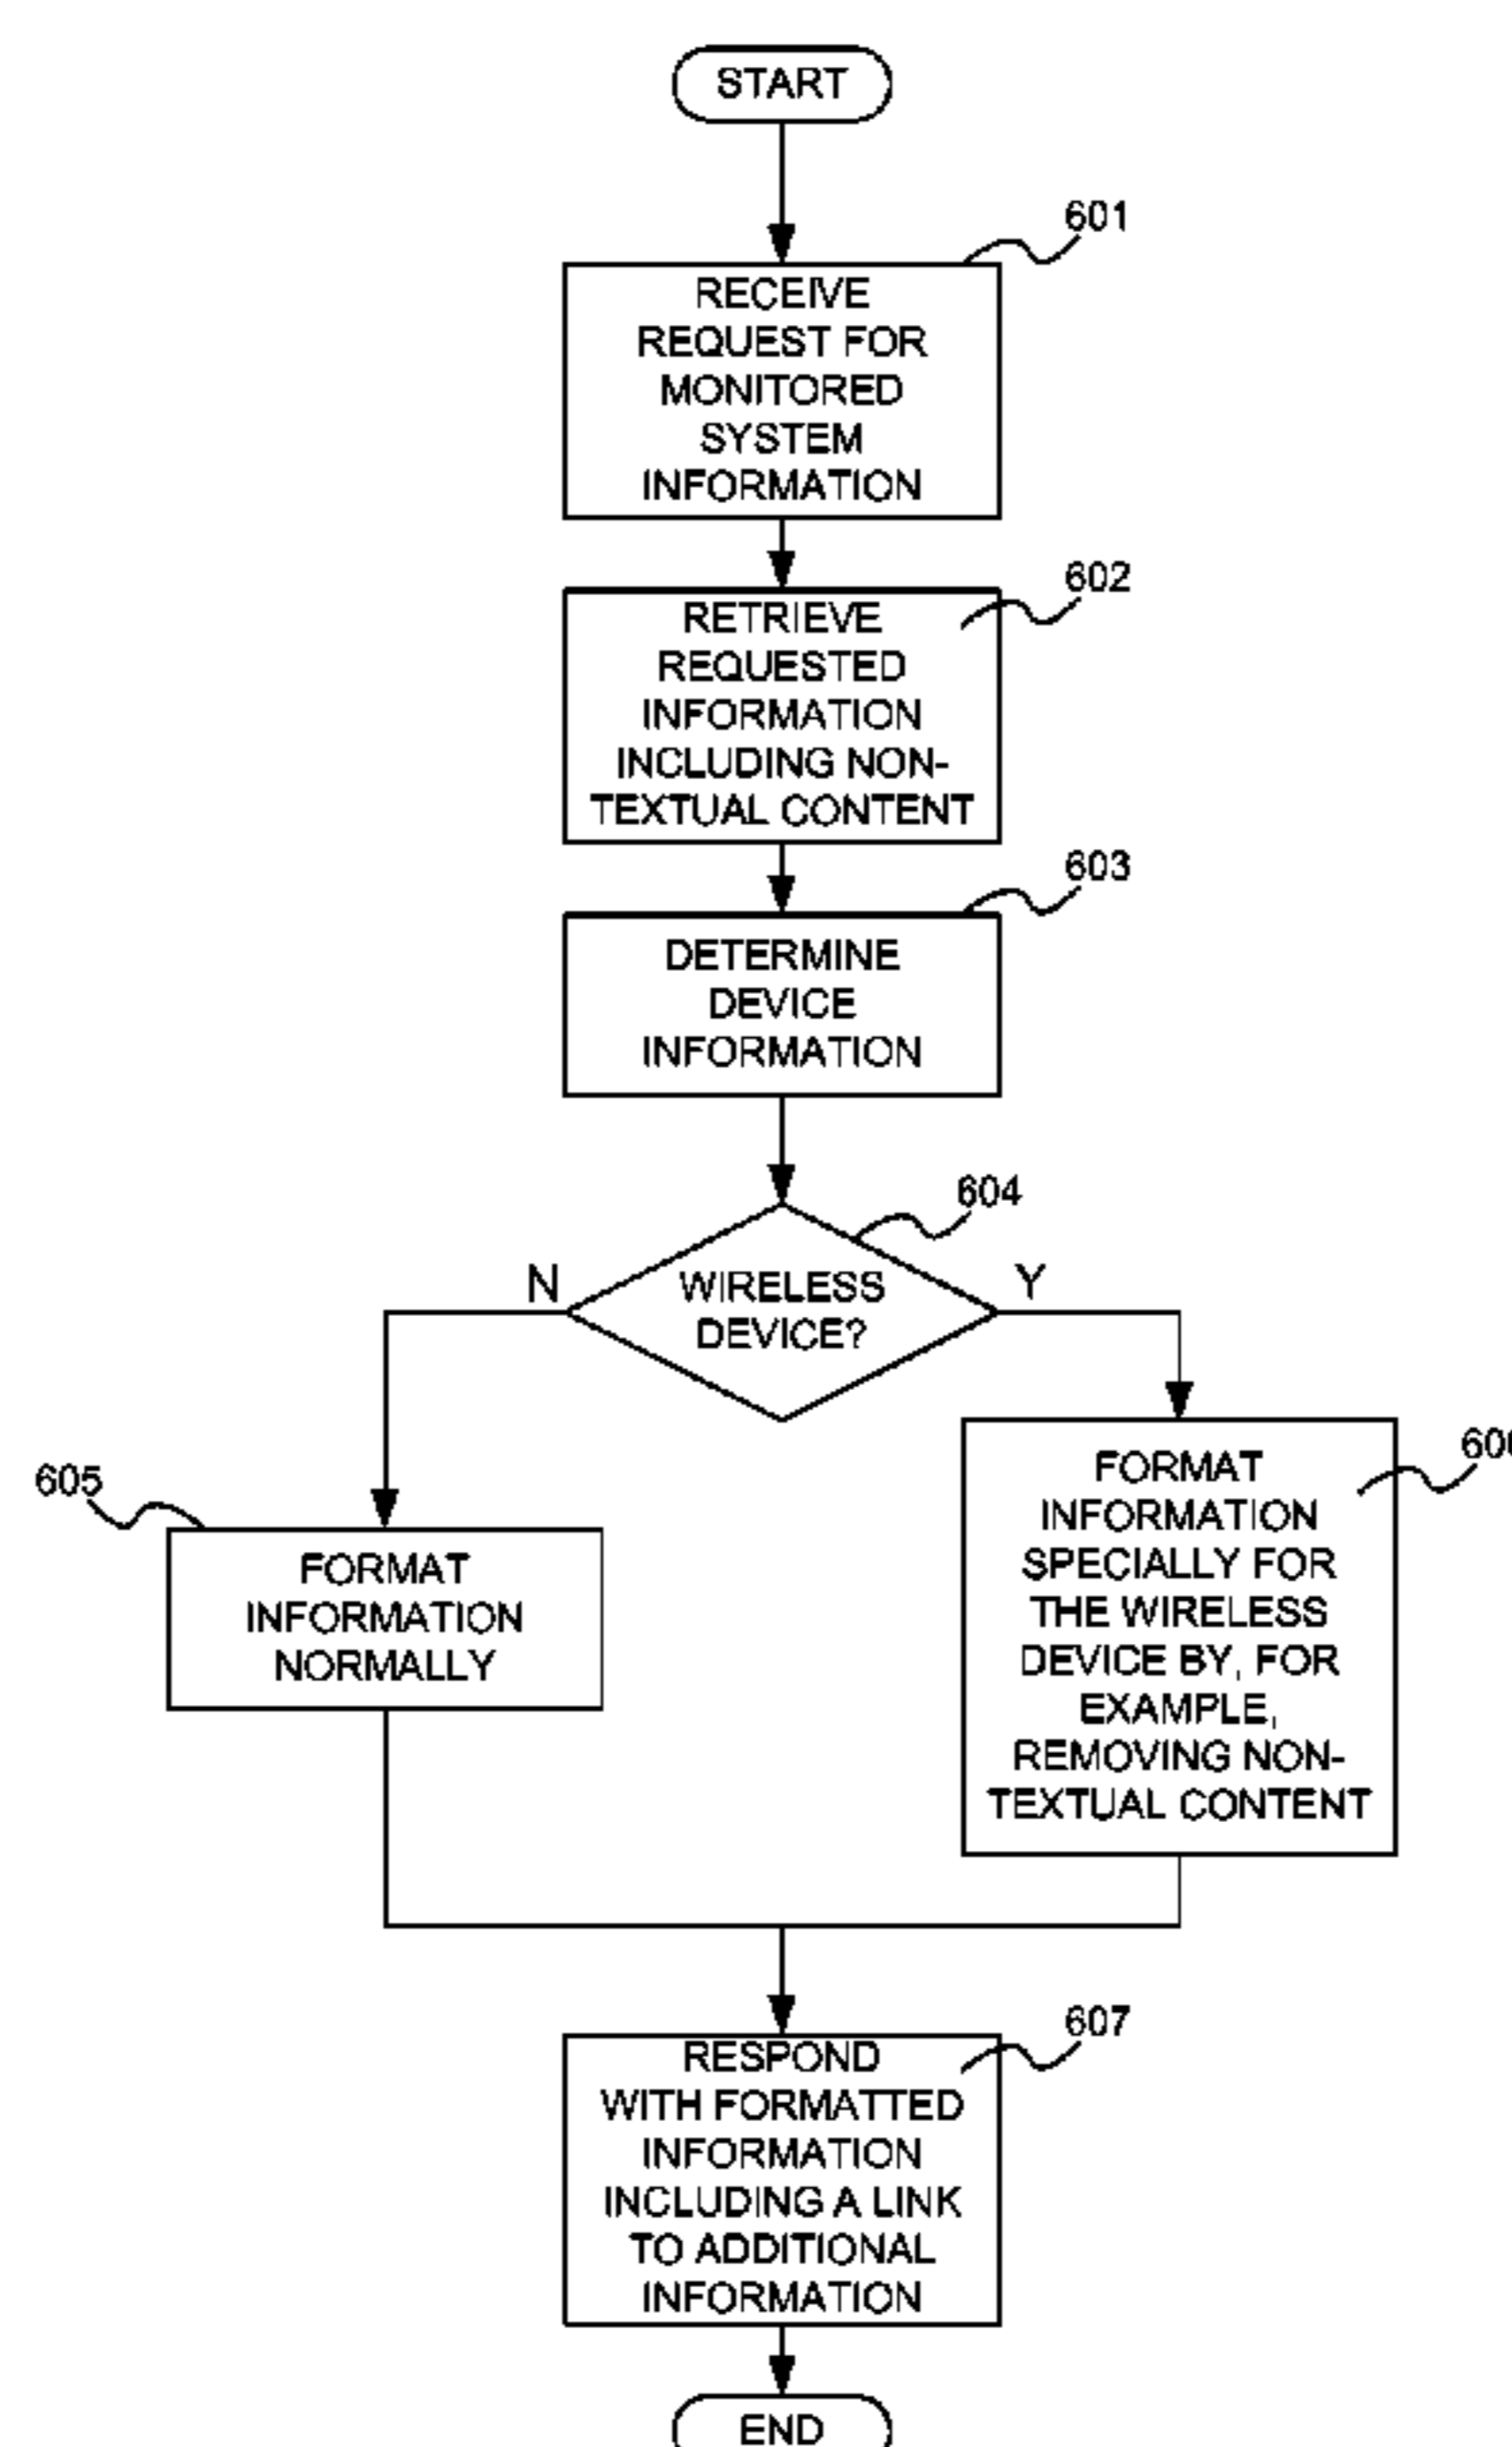 START
601
RECEIVE
REQUEST FOR
MONITORED
SYSTEM
INFORMATION
602
RETRIEVE
REQUESTED
INFORMATION
INCLUDING NON-
TEXTUAL CONTENT
603
DETERMINE
DEVICE
INFORMATION
604
N
WIRELESS
DEVICE?
Y
605
FORMAT
INFORMATION
NORMALLY
FORMAT
INFORMATION
SPECIALLY FOR
THE WIRELESS
DEVICE BY, FOR
EXAMPLE,
REMOVING NON-
TEXTUAL CONTENT
607
RESPOND
WITH FORMATTED
INFORMATION
INCLUDING A LINK
TO ADDITIONAL
INFORMATION
END